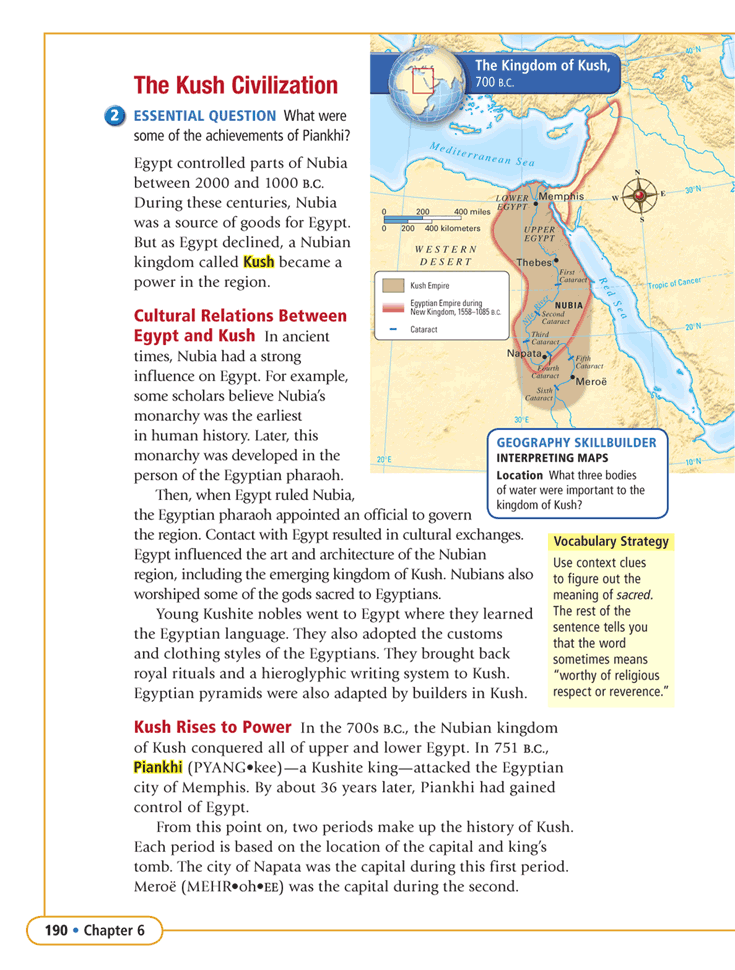 The Kush Civilization
2 ESSENTIAL QUESTION What were
some of the achievements of Piankhi?
Egypt controlled parts of Nubia
between 2000 and 1000 B.C.
During these centuries, Nubia
was a source of goods for Egypt.
But as Egypt declined, a Nubian
kingdom called Kush became a
power in the region.
Cultural Relations Between
Egypt and Kush In ancient
times, Nubia had a strong
influence on Egypt. For example,
some scholars believe Nubia's
monarchy was the earliest
in human history. Later, this
monarchy was developed in the
person of the Egyptian pharaoh.
Then, when Egypt ruled Nubia,
the Egyptian pharaoh appointed an official to govern
the region. Contact with Egypt resulted in cultural exchanges.
Egypt influenced the art and architecture of the Nubian
region, including the emerging kingdom of Kush. Nubians also
worshiped some of the gods sacred to Egyptians.
Young Kushite nobles went to Egypt where they learned
the Egyptian language. They also adopted the customs
and clothing styles of the Egyptians. They brought back
royal rituals and a hieroglyphic writing system to Kush.
Egyptian pyramids were also adapted by builders in Kush.
Kush Rises to Power In the 700s B.C., the Nubian kingdom
of Kush conquered all of upper and lower Egypt. In 751 B.C.,
Piankhi (PYANG•kee)—a Kushite king—attacked the Egyptian
city of Memphis. By about 36 years later, Piankhi had gained
control of Egypt.
From this point on, two periods make up the history of Kush.
Each period is based on the location of the capital and king's
tomb. The city of Napata was the capital during this first period.
Meroë (MEHR•oh•EE) was the capital during the second.
The Kingdom of Kush,
700 B.C.
40°N
Mediterranean Sea
N
W E
S
30°N
LOWER
EGYPT
Memphis
0 200 400 miles
0 200 400 kilometers
UPPER
EGYPT
WESTERN
DESERT
Thebes
First
Cataract
Red Sea
Tropic of Cancer
Kush Empire
Egyptian Empire during
New Kingdom, 1558–1085 B.C.
Cataract
Nile River
NUBIA
Second
Cataract
20°N
Third
Cataract
Napata
Fourth
Cataract
Fifth
Cataract
Meroë
Sixth
Cataract
30°E
20°E
10°N
GEOGRAPHY SKILLBUILDER
INTERPRETING MAPS
Location What three bodies
of water were important to the
kingdom of Kush?
Vocabulary Strategy
Use context clues
to figure out the
meaning of sacred.
The rest of the
sentence tells you
that the word
sometimes means
"worthy of religious
respect or reverence."
190 • Chapter 6